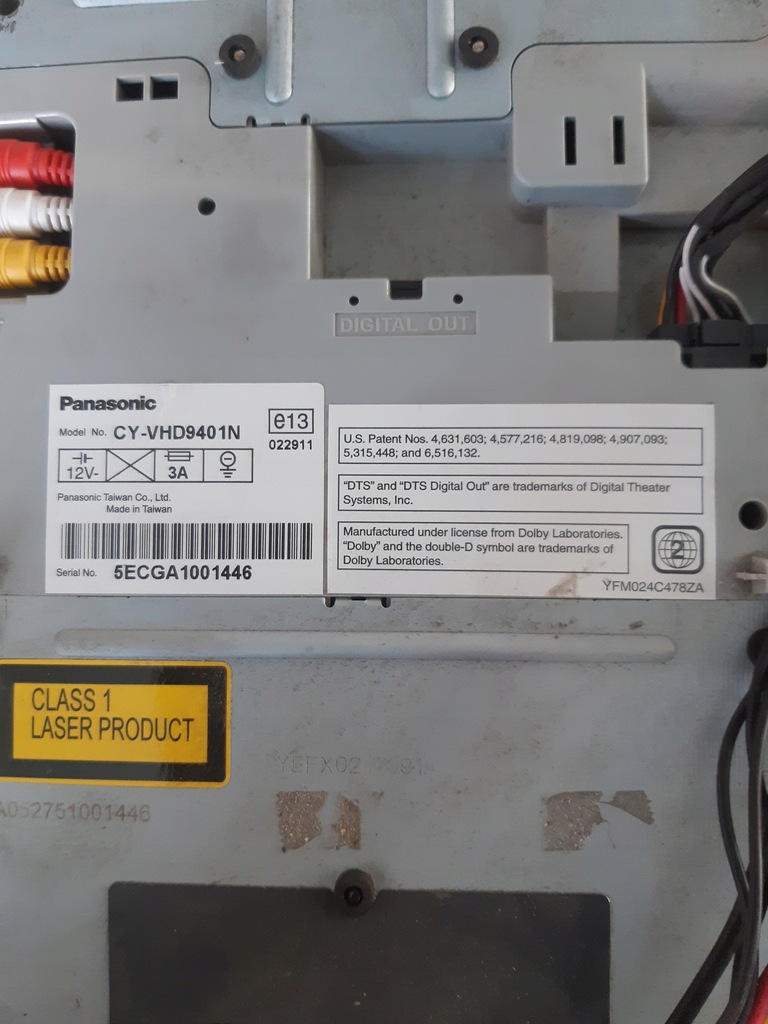 DIGITAL OUT
Panasonic
Model No. CY-VHD9401N
e13
022911
12V⎓
3A
Panasonic Taiwan Co., Ltd.
Made in Taiwan
Serial No. 5ECGA1001446
U.S. Patent Nos. 4,631,603; 4,577,216; 4,819,098; 4,907,093;
5,315,448; and 6,516,132.
"DTS" and "DTS Digital Out" are trademarks of Digital Theater
Systems, Inc.
Manufactured under license from Dolby Laboratories.
"Dolby" and the double-D symbol are trademarks of
Dolby Laboratories.
2
YFM024C478ZA
CLASS 1
LASER PRODUCT
A052751001446